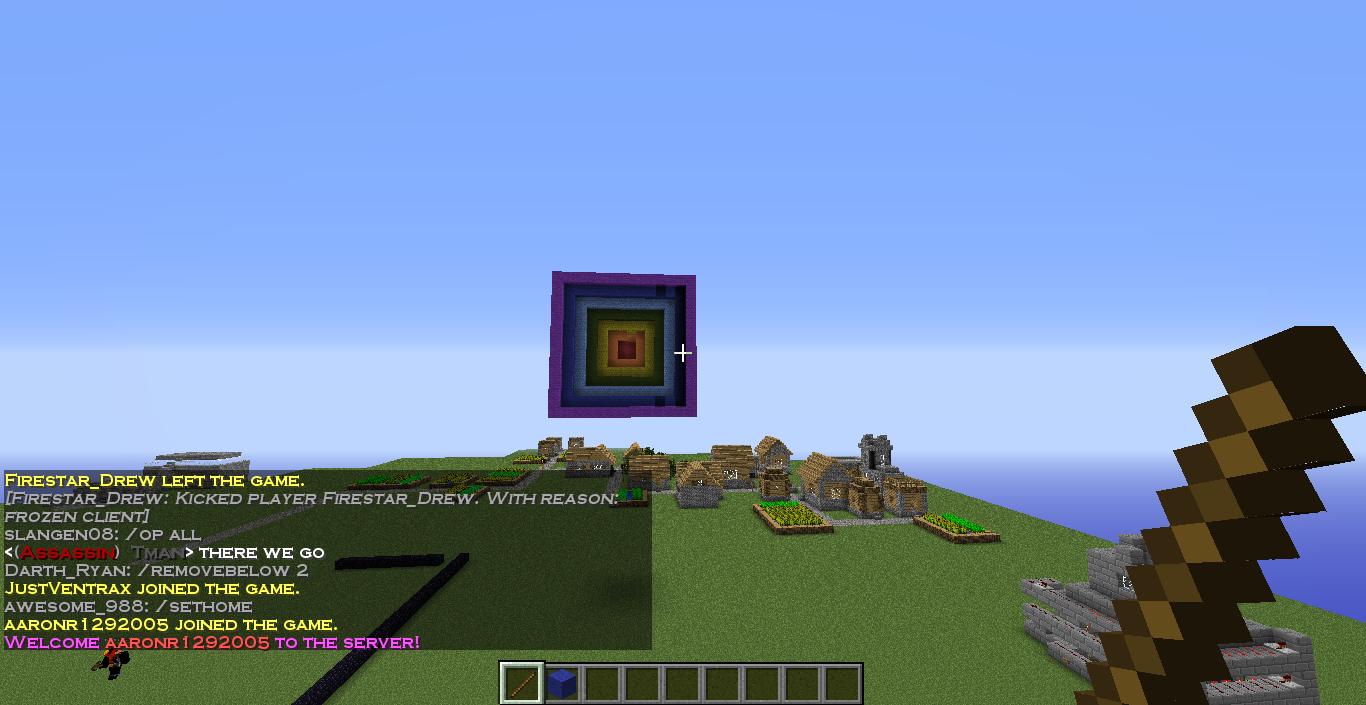 Firestar_Drew left the game.
[Firestar_Drew: Kicked player Firestar_Drew. With reason:
frozen client]
slangen08: /op all
<(Assassin) Tman> there we go
Darth_Ryan: /removebelow 2
JustVentrax joined the game.
awesome_988: /sethome
aaronr1292005 joined the game.
Welcome aaronr1292005 to the server!